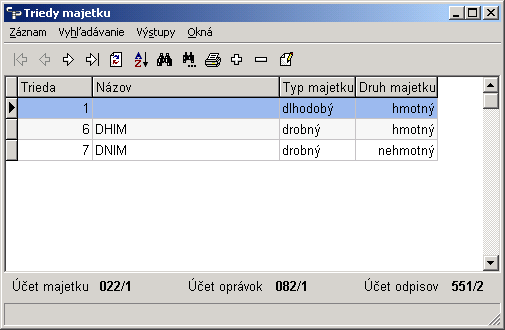 Triedy majetku
Záznam Vyhľadávanie Výstupy Okná
Trieda Názov Typ majetku Druh majetku
1 dlhodobý hmotný
6 DHIM drobný hmotný
7 DNIM drobný nehmotný
Účet majetku 022/1 Účet oprávok 082/1 Účet odpisov 551/2